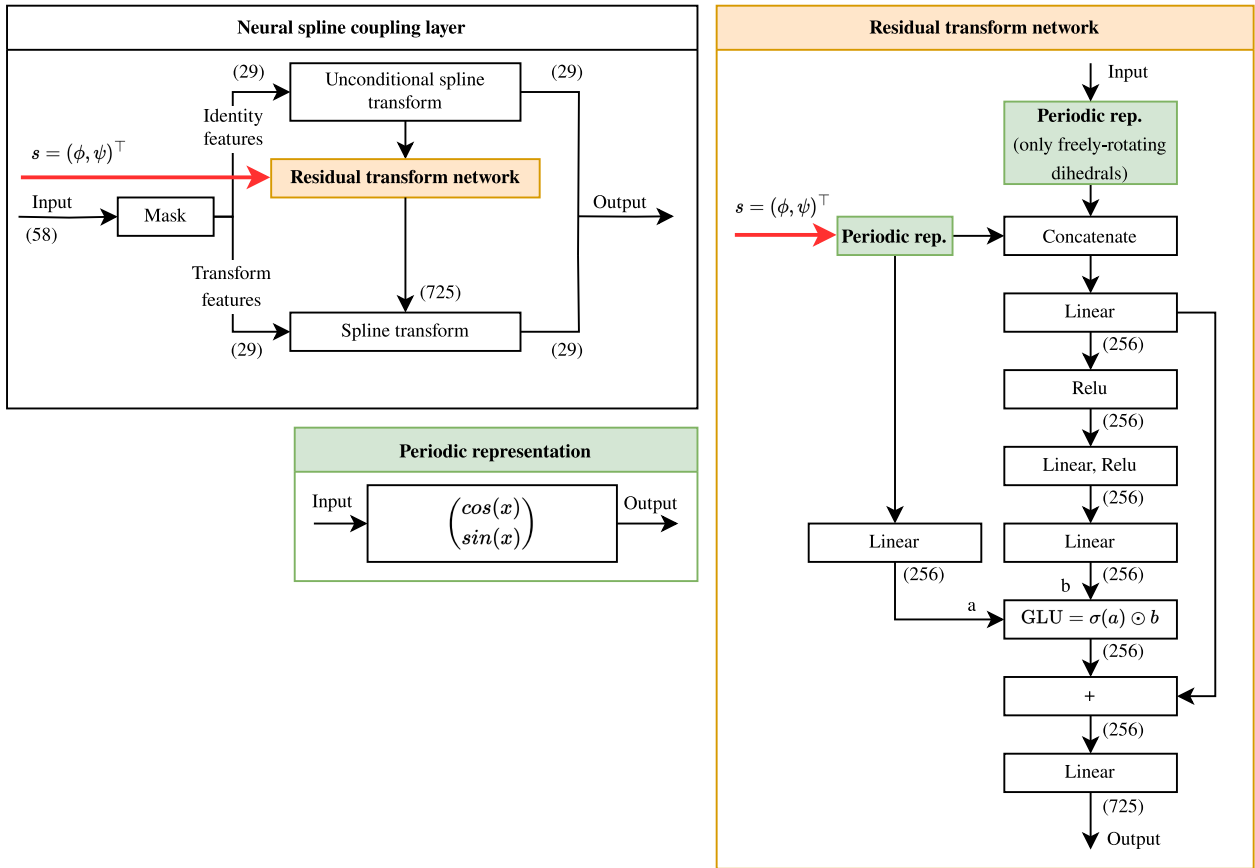 Neural spline coupling layer
(29)
Unconditional spline
transform
(29)
Identity
features
s = (ϕ, ψ)⊤
Residual transform network
Input
(58)
Mask
Output
Transform
features
(725)
(29)
Spline transform
(29)
Periodic representation
Input
(cos(x)
sin(x))
Output
Residual transform network
Input
Periodic rep.
(only freely-rotating
dihedrals)
s = (ϕ, ψ)⊤
Periodic rep.
Concatenate
Linear
(256)
Relu
(256)
Linear, Relu
(256)
Linear
(256)
Linear
(256)
a
b
GLU = σ(a) ⊙ b
(256)
+
(256)
Linear
(725)
Output